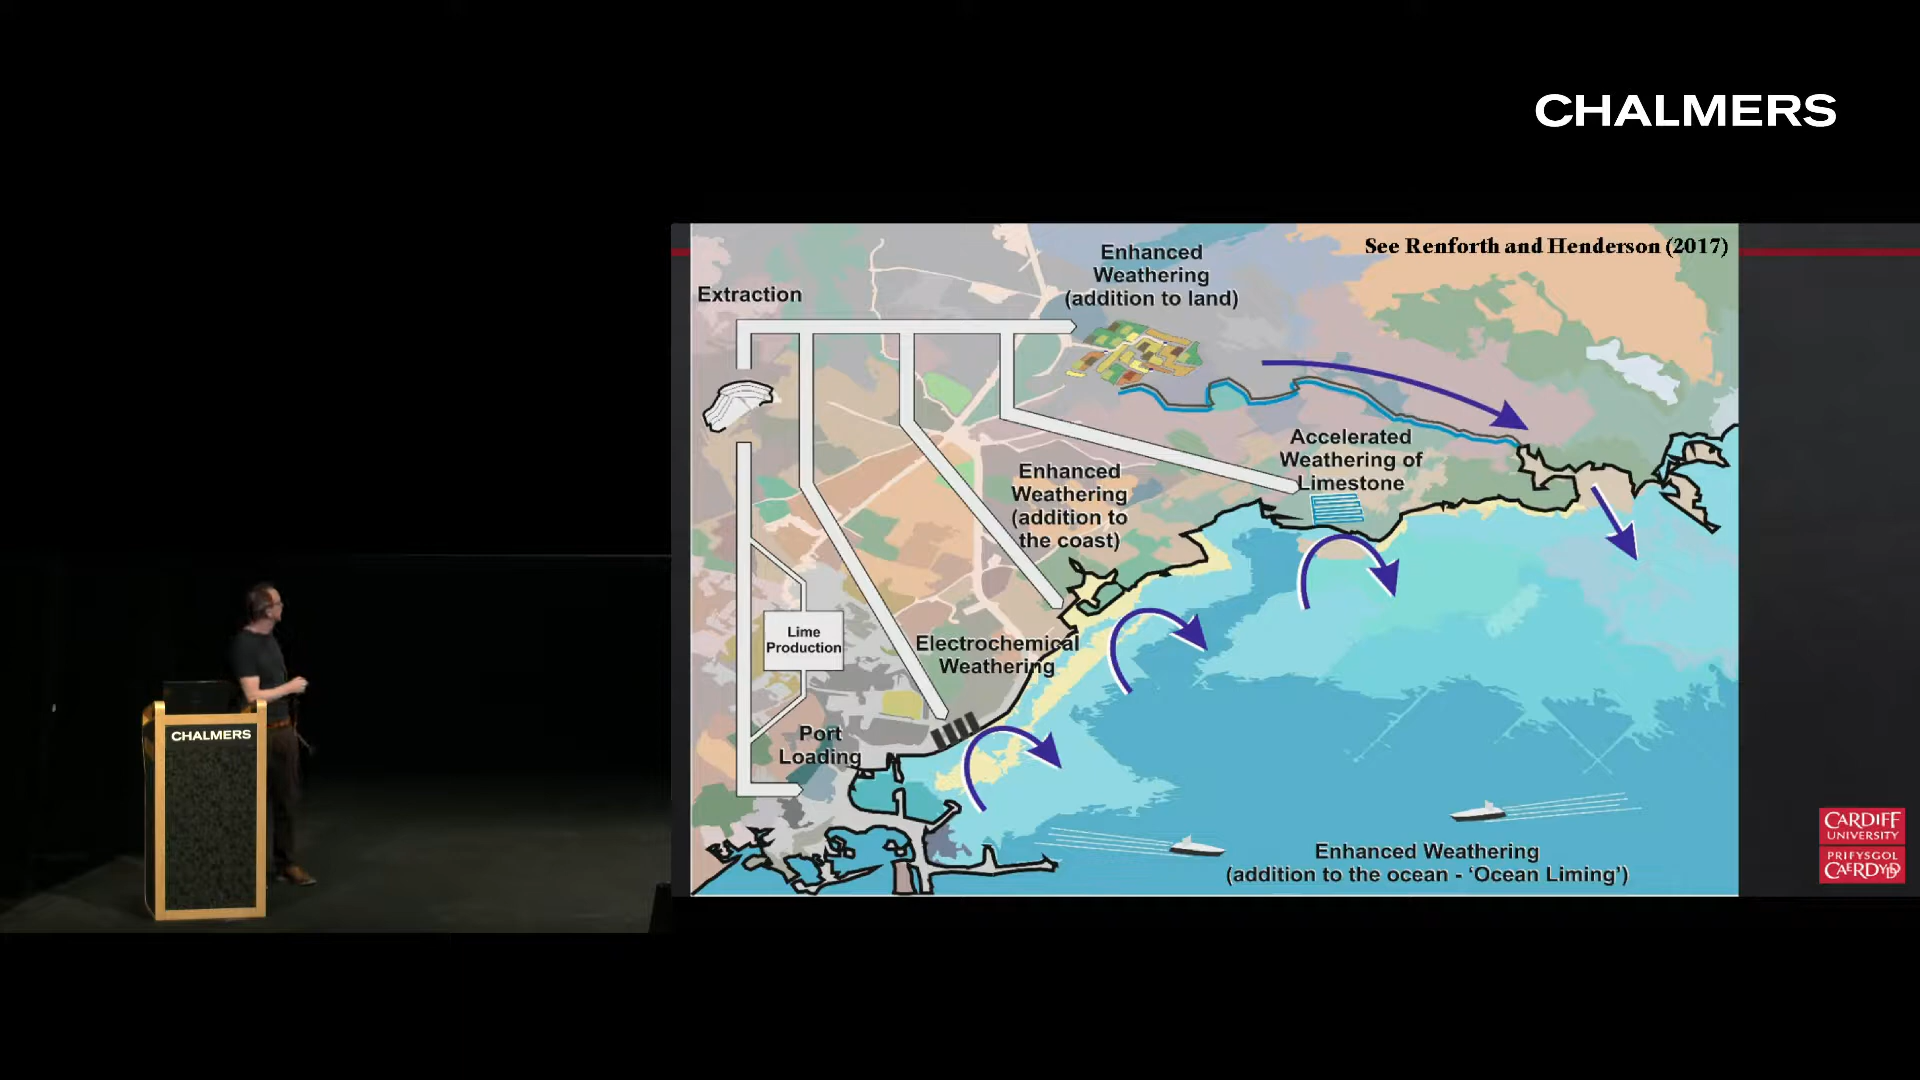 CHALMERS
See Renforth and Henderson (2017)
Enhanced
Weathering
(addition to land)
Extraction
Accelerated
Weathering of
Limestone
Enhanced
Weathering
(addition to
the coast)
Lime
Production
Electrochemical
Weathering
Port
Loading
Enhanced Weathering
(addition to the ocean - ‘Ocean Liming’)
CHALMERS
CARDIFF
UNIVERSITY
PRIFYSGOL
CAERDYDD